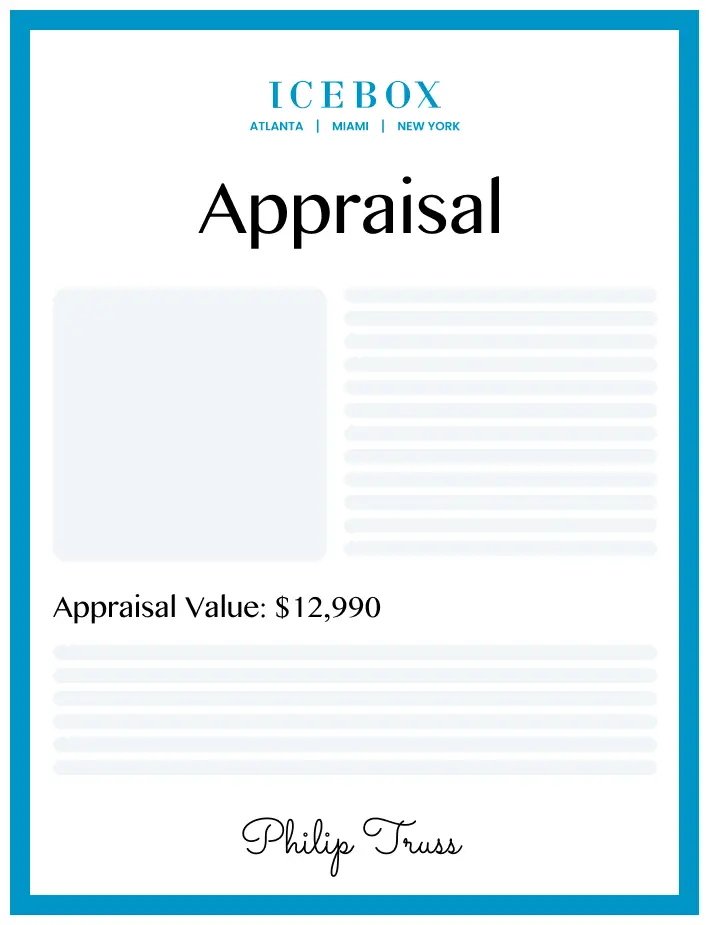 ICEBOX
ATLANTA | MIAMI | NEW YORK
Appraisal
Appraisal Value: $12,990
Philip Truss